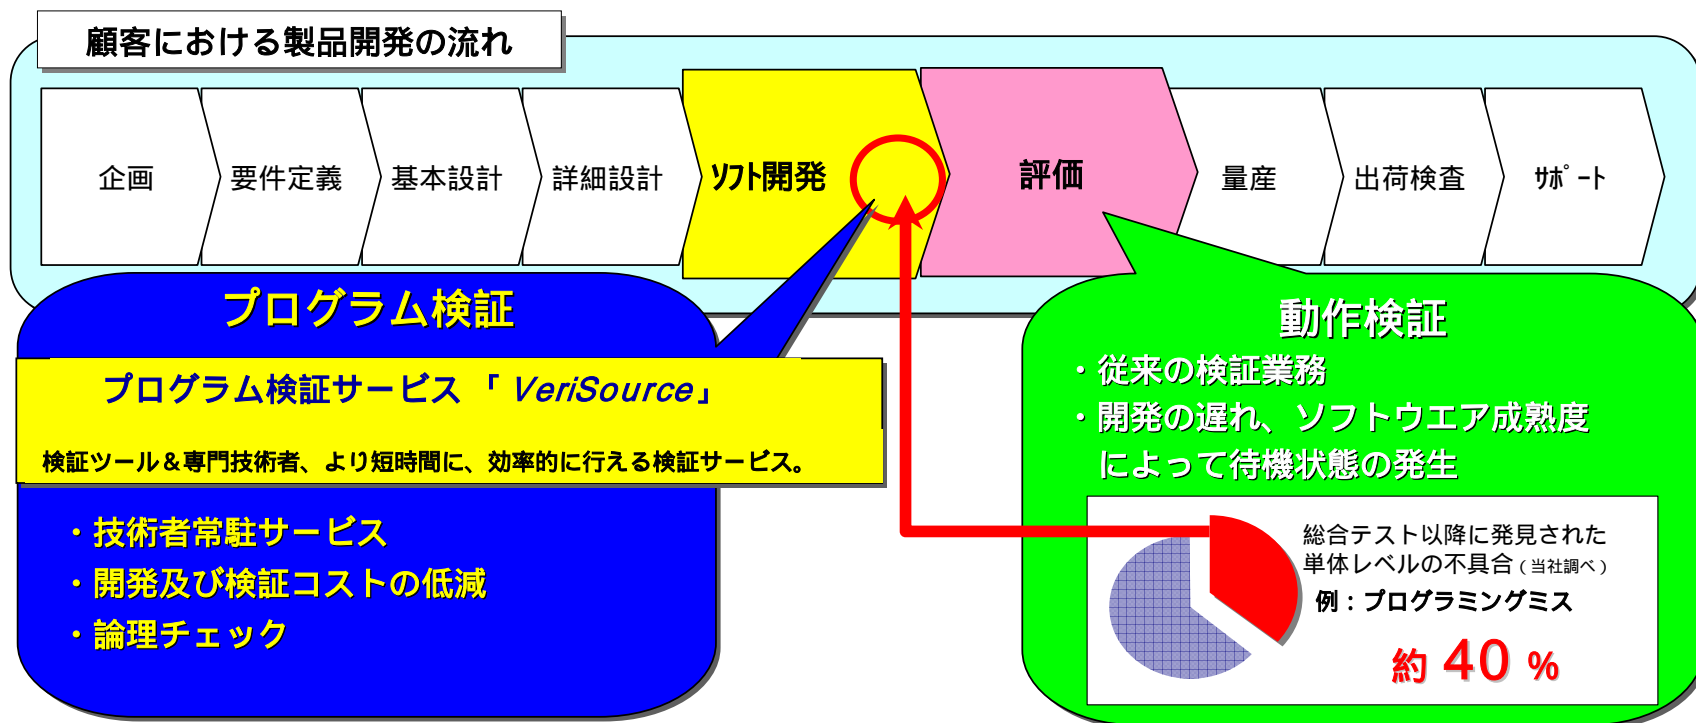 顧客における製品開発の流れ
企画
要件定義
基本設計
詳細設計
ｿﾌﾄ開発
評価
量産
出荷検査
ｻﾎﾟｰﾄ
プログラム検証
プログラム検証サービス 「 VeriSource」
検証ツール＆専門技術者、より短時間に、効率的に行える検証サービス。
・技術者常駐サービス
・開発及び検証コストの低減
・論理チェック
動作検証
・従来の検証業務
・開発の遅れ、ソフトウエア成熟度
によって待機状態の発生
総合テスト以降に発見された
単体レベルの不具合（当社調べ）
例：プログラミングミス
約 40 %